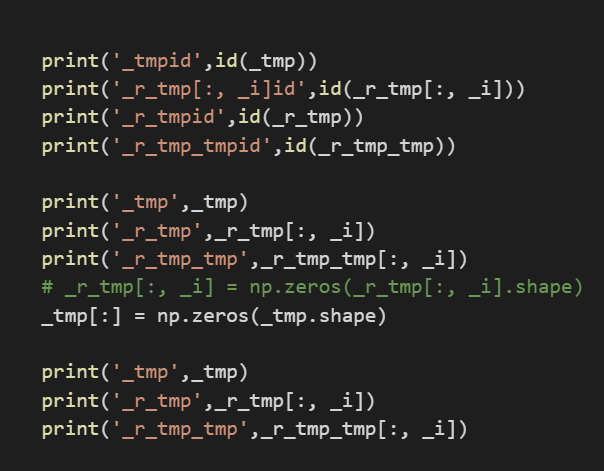 print('_tmpid',id(_tmp))
print('_r_tmp[:, _i]id',id(_r_tmp[:, _i]))
print('_r_tmpid',id(_r_tmp))
print('_r_tmp_tmpid',id(_r_tmp_tmp))
print('_tmp',_tmp)
print('_r_tmp',_r_tmp[:, _i])
print('_r_tmp_tmp',_r_tmp_tmp[:, _i])
# _r_tmp[:, _i] = np.zeros(_r_tmp[:, _i].shape)
_tmp[:] = np.zeros(_tmp.shape)
print('_tmp',_tmp)
print('_r_tmp',_r_tmp[:, _i])
print('_r_tmp_tmp',_r_tmp_tmp[:, _i])